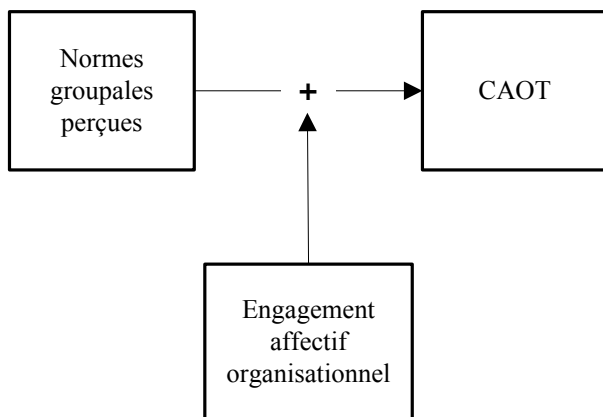 Normes
groupales
perçues
+
CAOT
Engagement
affectif
organisationnel